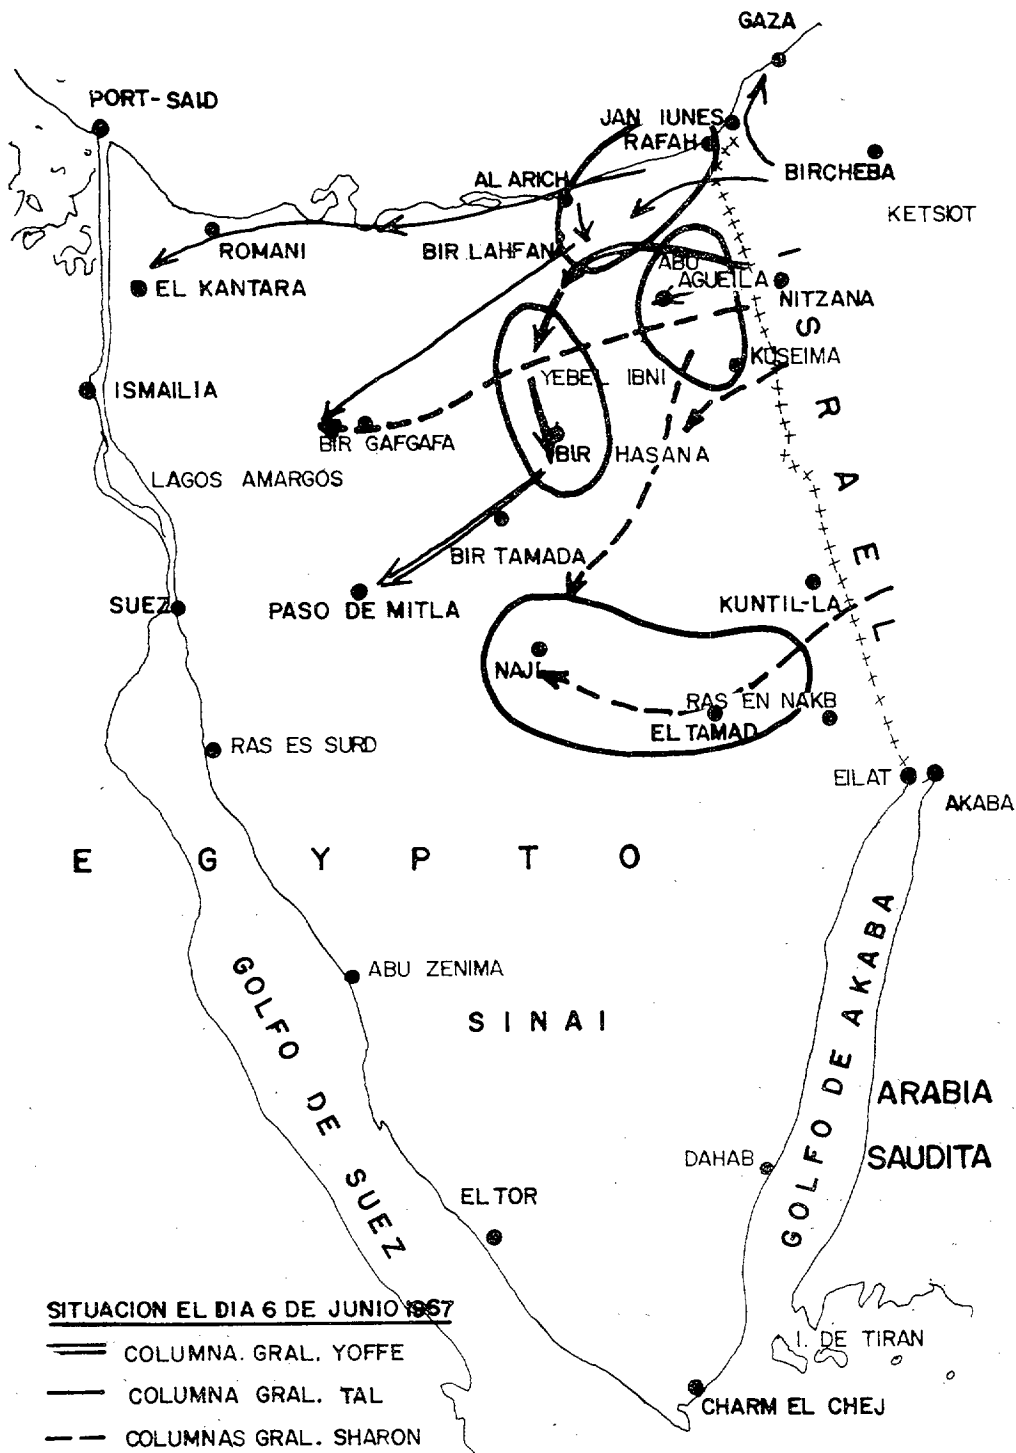 GAZA
PORT-SAID
JAN IUNES
RAFAH
BIRCHEBA
AL ARICH
KETSIOT
ROMANI
BIR LAHFAN
ABU
AGUEILA
EL KANTARA
NITZANA
ISRAEL
KUSEIMA
ISMAILIA
YEBEL IBNI
BIR GAFGAFA
BIR HASANA
LAGOS AMARGOS
BIR TAMADA
SUEZ
PASO DE MITLA
KUNTIL-LA
NAJL
RAS EN NAKB
EL TAMAD
RAS ES SURD
EILAT
AKABA
EGYPTO
ABU ZENIMA
GOLFO DE SUEZ
SINAI
GOLFO DE AKABA
ARABIA
SAUDITA
DAHAB
EL TOR
SITUACION EL DIA 6 DE JUNIO 1967
I. DE TIRAN
COLUMNA. GRAL. YOFFE
COLUMNA GRAL. TAL
CHARM EL CHEJ
COLUMNAS GRAL. SHARON